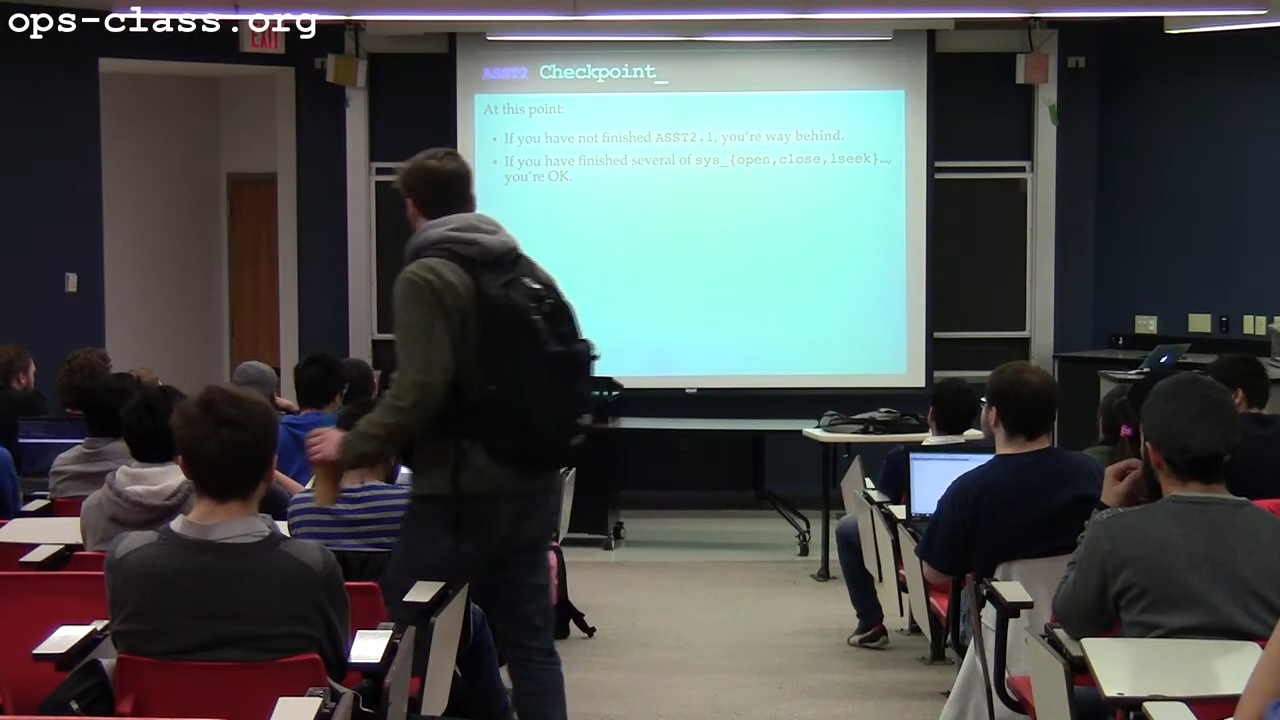 ops-class.org
EXIT
ASST2 Checkpoint_
At this point:
• If you have not finished ASST2.1, you're way behind.
• If you have finished several of sys_{open,close,lseek}…,
you're OK.